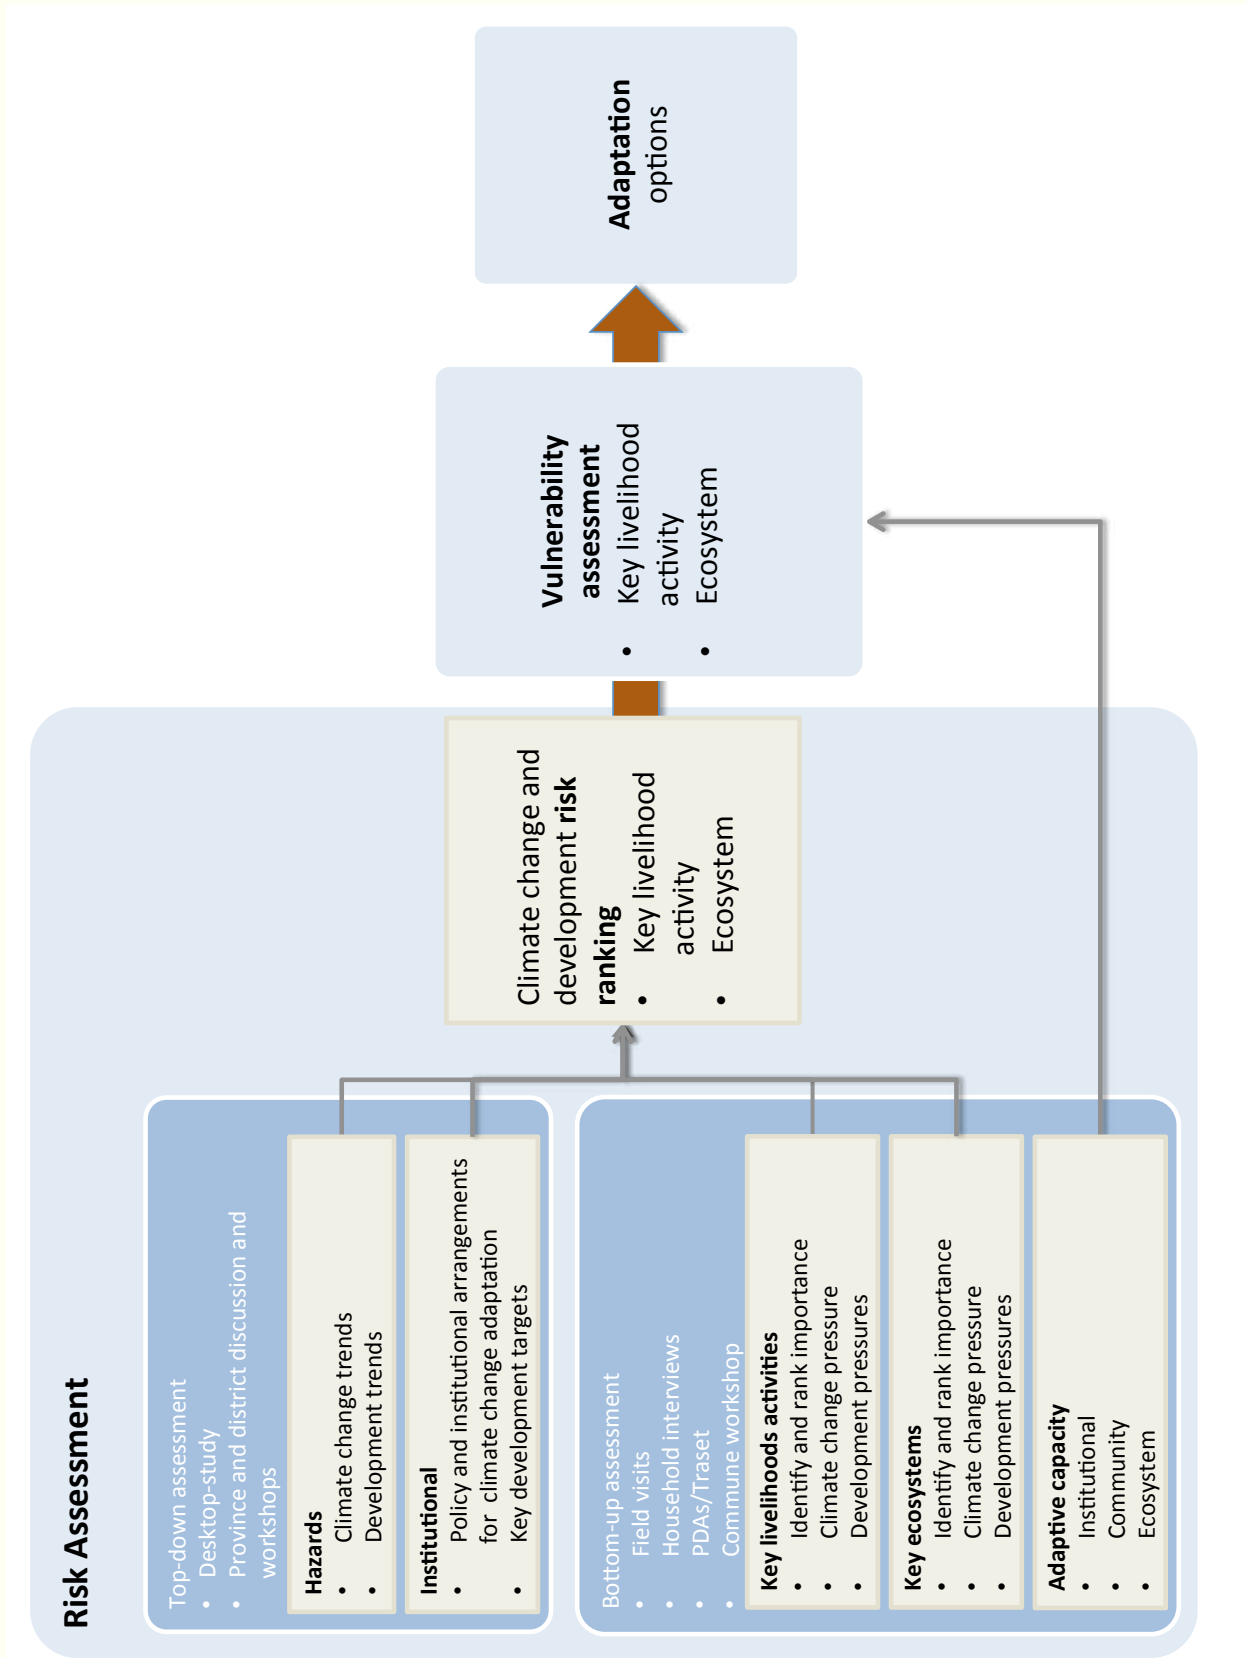 Risk Assessment
Top-down assessment
• Desktop-study
• Province and district discussion and
workshops
Hazards
• Climate change trends
• Development trends
Institutional
• Policy and institutional arrangements
for climate change adaptation
• Key development targets
Bottom-up assessment
• Field visits
• Household interviews
• PDAs/Traset
• Commune workshop
Key livelihoods activities
• Identify and rank importance
• Climate change pressure
• Development pressures
Key ecosystems
• Identify and rank importance
• Climate change pressure
• Development pressures
Adaptive capacity
• Institutional
• Community
• Ecosystem
Climate change and
development risk
ranking
• Key livelihood
activity
• Ecosystem
Vulnerability
assessment
• Key livelihood
activity
• Ecosystem
Adaptation
options